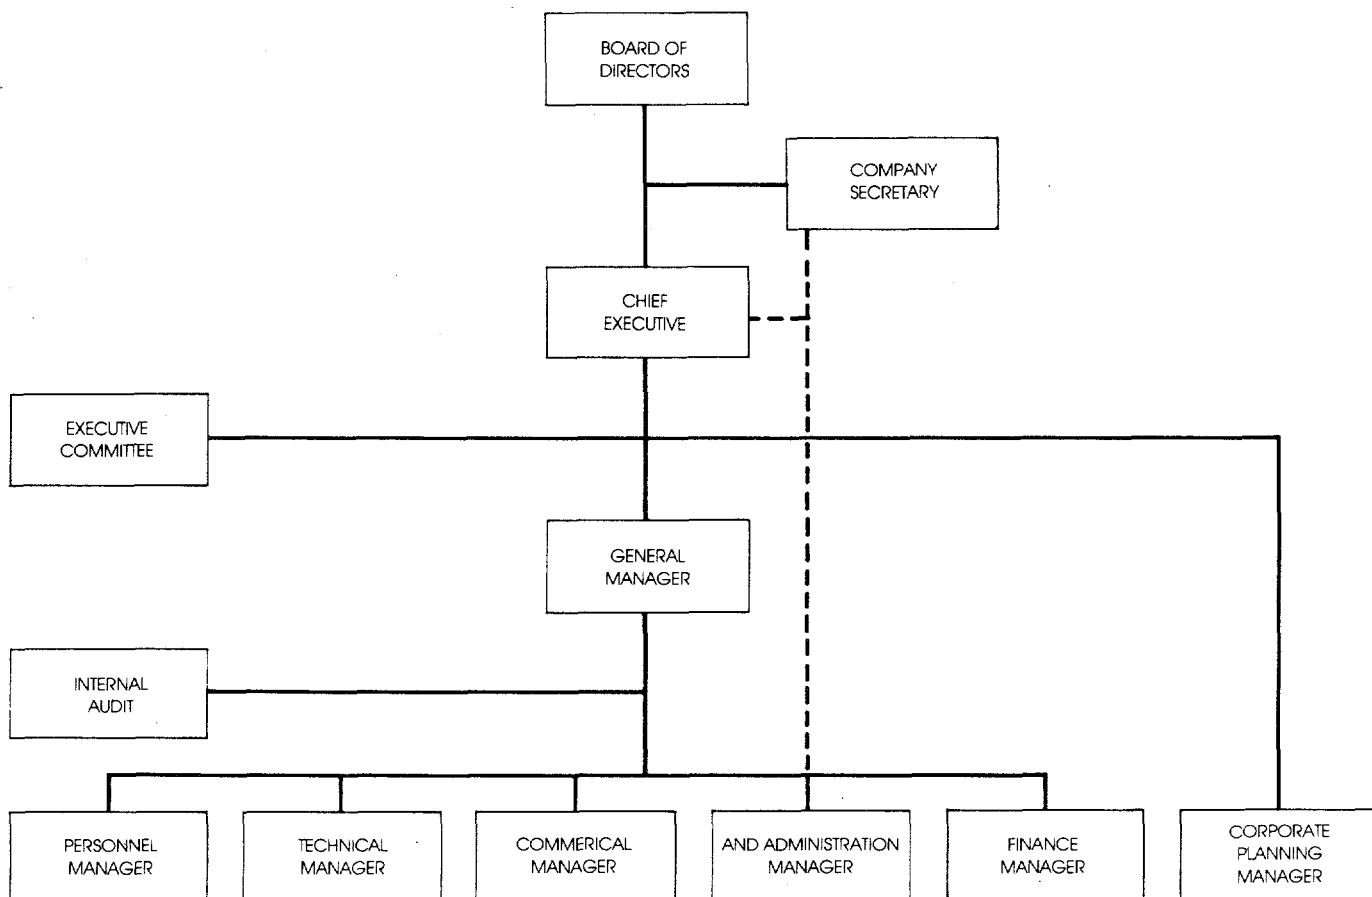 BOARD OF
DIRECTORS
COMPANY
SECRETARY
CHIEF
EXECUTIVE
EXECUTIVE
COMMITTEE
GENERAL
MANAGER
INTERNAL
AUDIT
PERSONNEL
MANAGER
TECHNICAL
MANAGER
COMMERICAL
MANAGER
AND ADMINISTRATION
MANAGER
FINANCE
MANAGER
CORPORATE
PLANNING
MANAGER